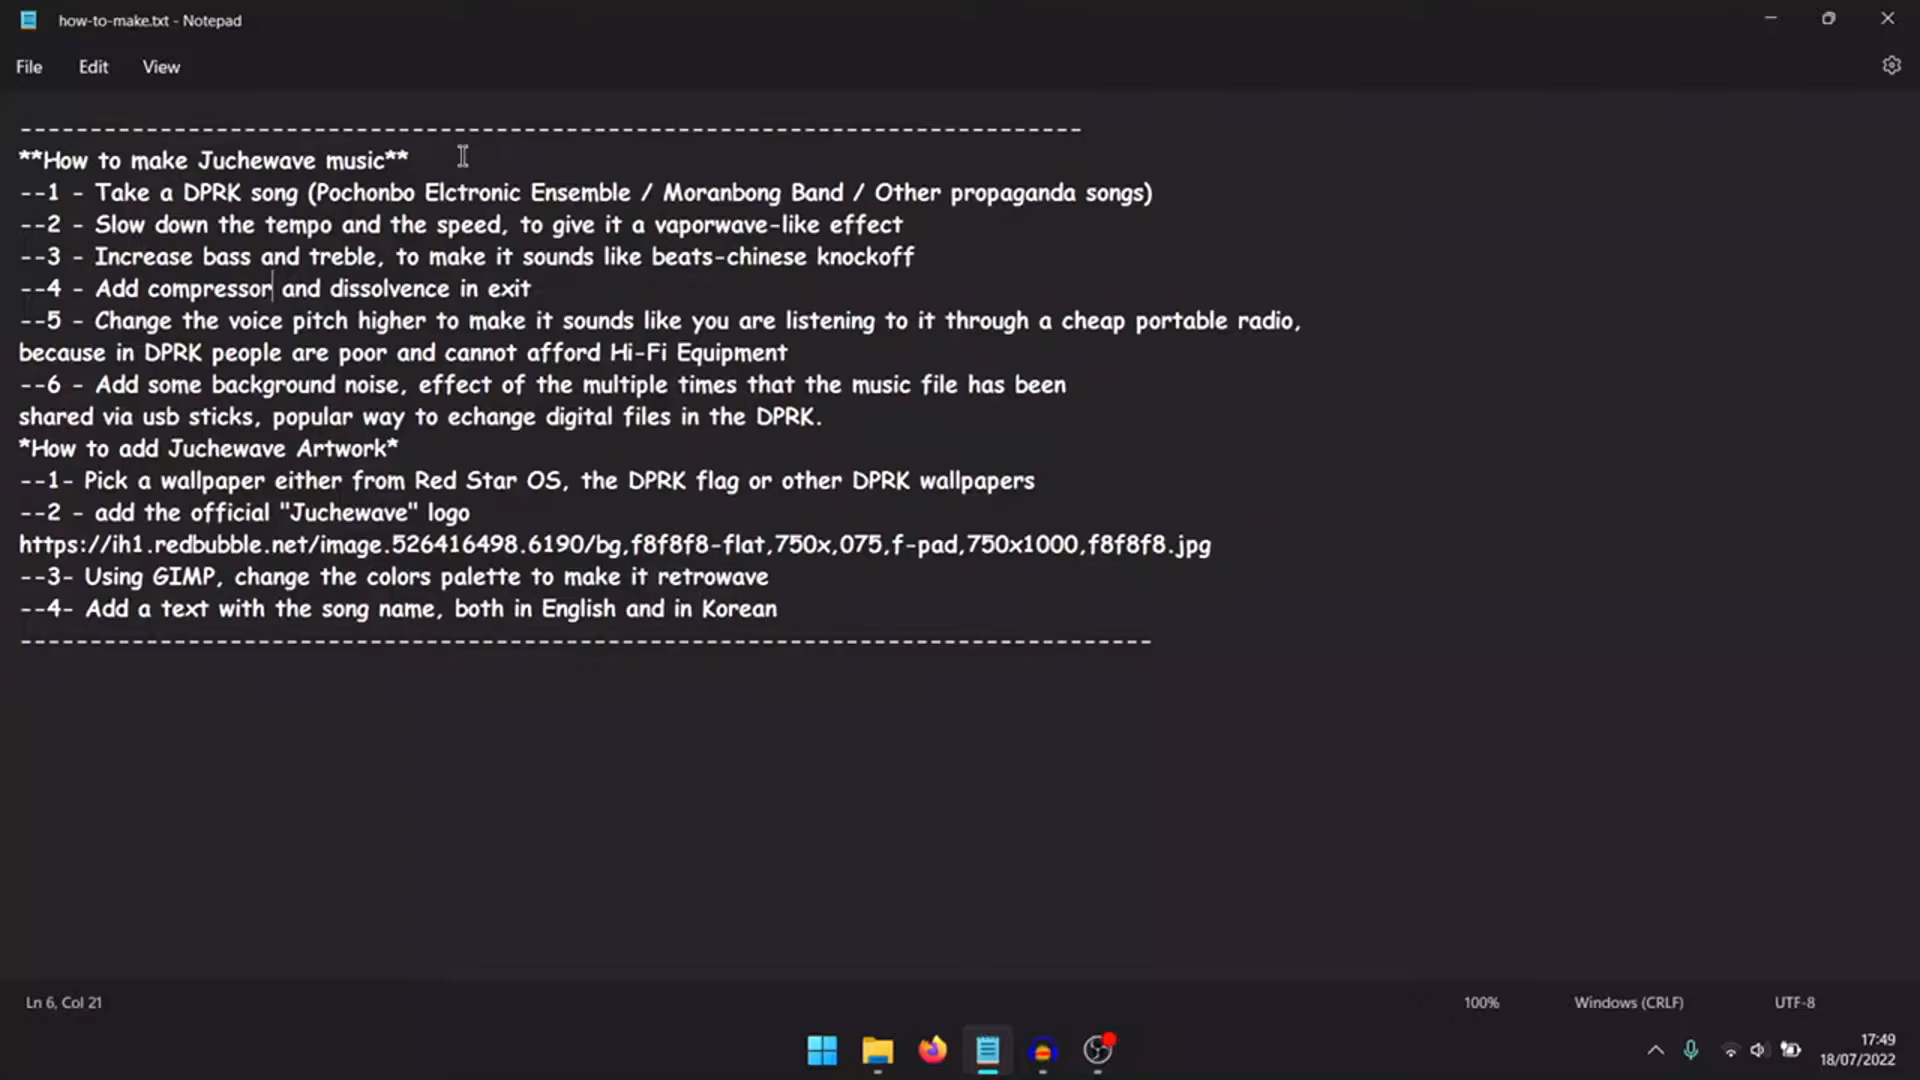 how-to-make.txt - Notepad
File Edit View
----------------------------------------------------------------------------
**How to make Juchewave music**
--1 - Take a DPRK song (Pochonbo Elctronic Ensemble / Moranbong Band / Other propaganda songs)
--2 - Slow down the tempo and the speed, to give it a vaporwave-like effect
--3 - Increase bass and treble, to make it sounds like beats-chinese knockoff
--4 - Add compressor and dissolvence in exit
--5 - Change the voice pitch higher to make it sounds like you are listening to it through a cheap portable radio,
because in DPRK people are poor and cannot afford Hi-Fi Equipment
--6 - Add some background noise, effect of the multiple times that the music file has been
shared via usb sticks, popular way to echange digital files in the DPRK.
*How to add Juchewave Artwork*
--1- Pick a wallpaper either from Red Star OS, the DPRK flag or other DPRK wallpapers
--2 - add the official "Juchewave" logo
https://ih1.redbubble.net/image.526416498.6190/bg,f8f8f8-flat,750x,075,f-pad,750x1000,f8f8f8.jpg
--3- Using GIMP, change the colors palette to make it retrowave
--4- Add a text with the song name, both in English and in Korean
---------------------------------------------------------------------------------
Ln 6, Col 21 100% Windows (CRLF) UTF-8
17:49
18/07/2022